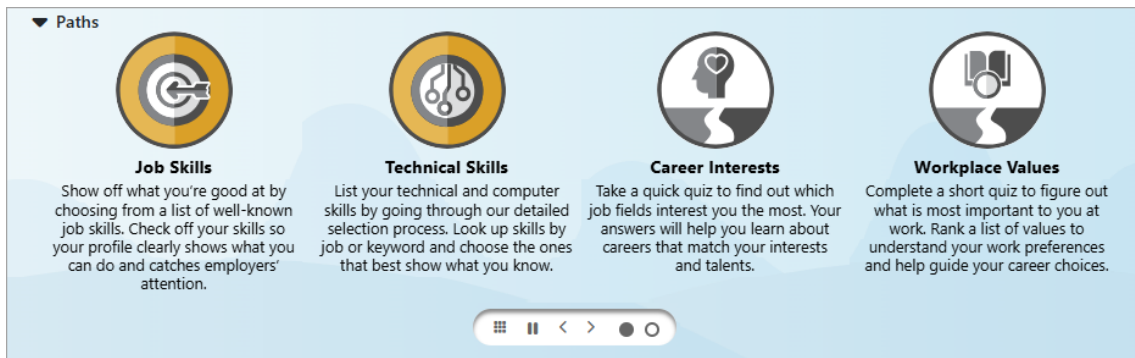 Paths
Job Skills
Show off what you're good at by
choosing from a list of well-known
job skills. Check off your skills so
your profile clearly shows what you
can do and catches employers'
attention.
Technical Skills
List your technical and computer
skills by going through our detailed
selection process. Look up skills by
job or keyword and choose the ones
that best show what you know.
Career Interests
Take a quick quiz to find out which
job fields interest you the most. Your
answers will help you learn about
careers that match your interests
and talents.
Workplace Values
Complete a short quiz to figure out
what is most important to you at
work. Rank a list of values to
understand your work preferences
and help guide your career choices.